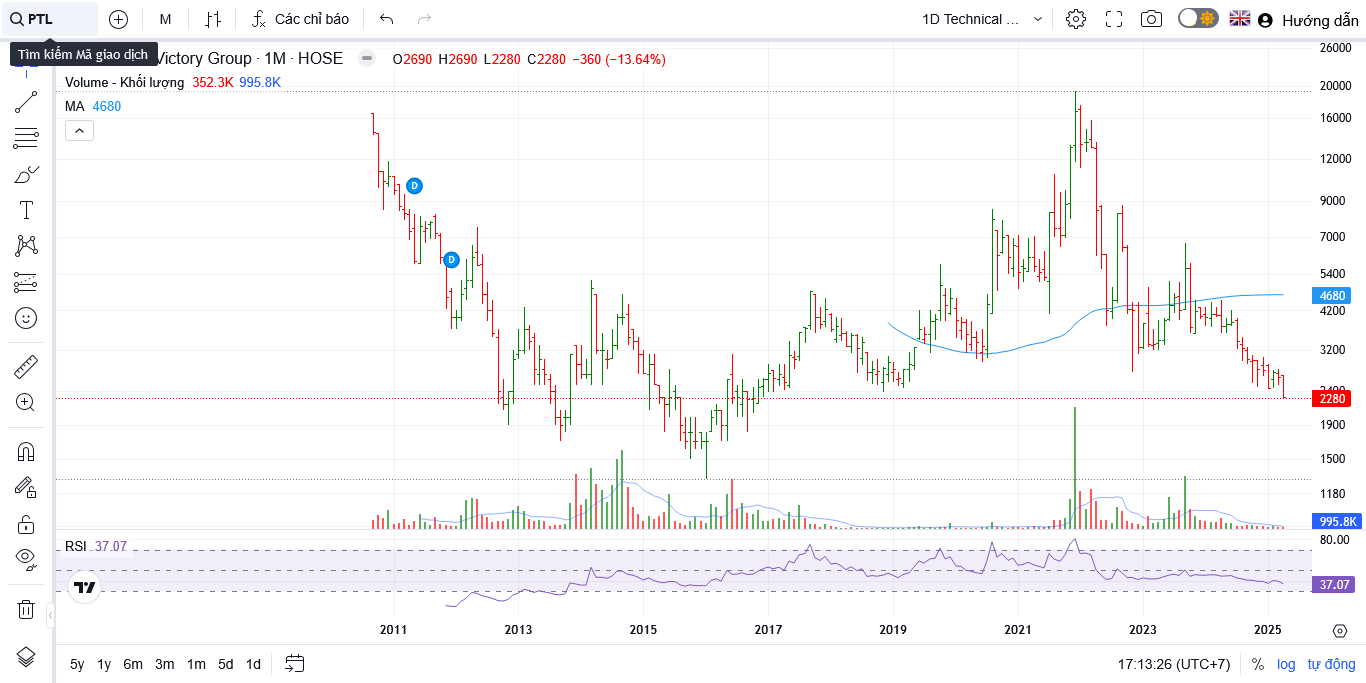 PTL
M
Các chỉ báo
1D Technical ...
Hướng dẫn
Tìm kiếm Mã giao dịch
Victory Group · 1M · HOSE
O2690 H2690 L2280 C2280 −360 (−13.64%)
Volume - Khối lượng 352.3K 995.8K
MA 4680
26000
20000
16000
12000
9000
7000
5400
4680
4200
3200
2400
2280
1900
1500
1180
995.8K
D
D
RSI 37.07
80.00
37.07
2011 2013 2015 2017 2019 2021 2023 2025
5y 1y 6m 3m 1m 5d 1d
17:13:26 (UTC+7)
% log tự động